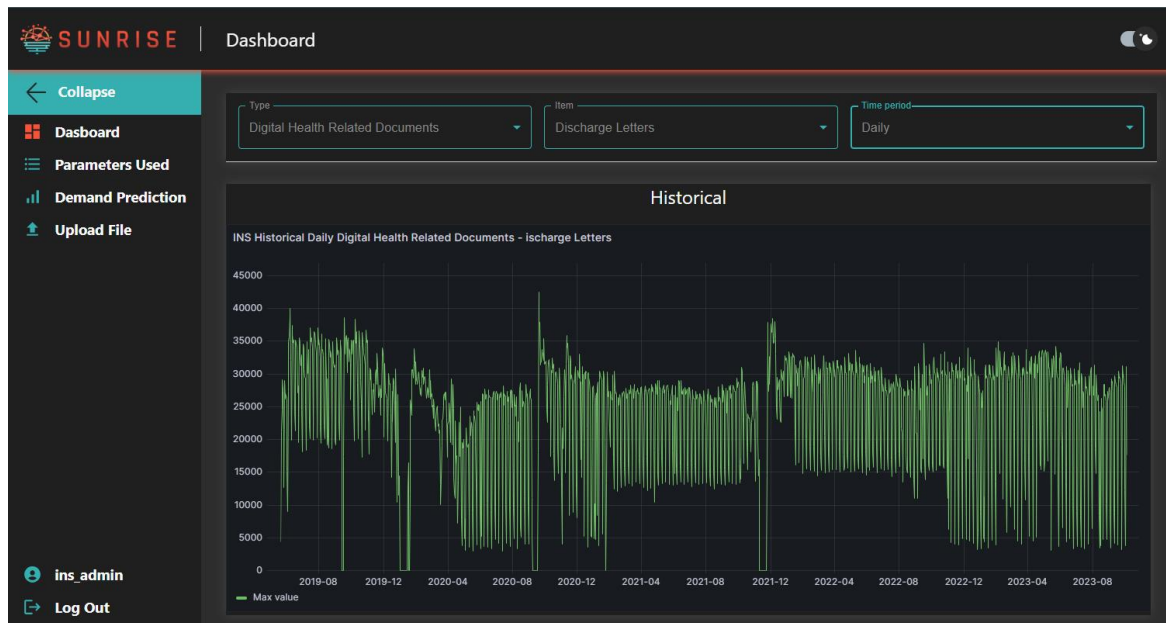 SUNRISE
Dashboard
Collapse
Dasboard
Parameters Used
Demand Prediction
Upload File
ins_admin
Log Out
Type
Digital Health Related Documents
Item
Discharge Letters
Time period
Daily
Historical
INS Historical Daily Digital Health Related Documents - ischarge Letters
45000
40000
35000
30000
25000
20000
15000
10000
5000
0
2019-08 2019-12 2020-04 2020-08 2020-12 2021-04 2021-08 2021-12 2022-04 2022-08 2022-12 2023-04 2023-08
Max value